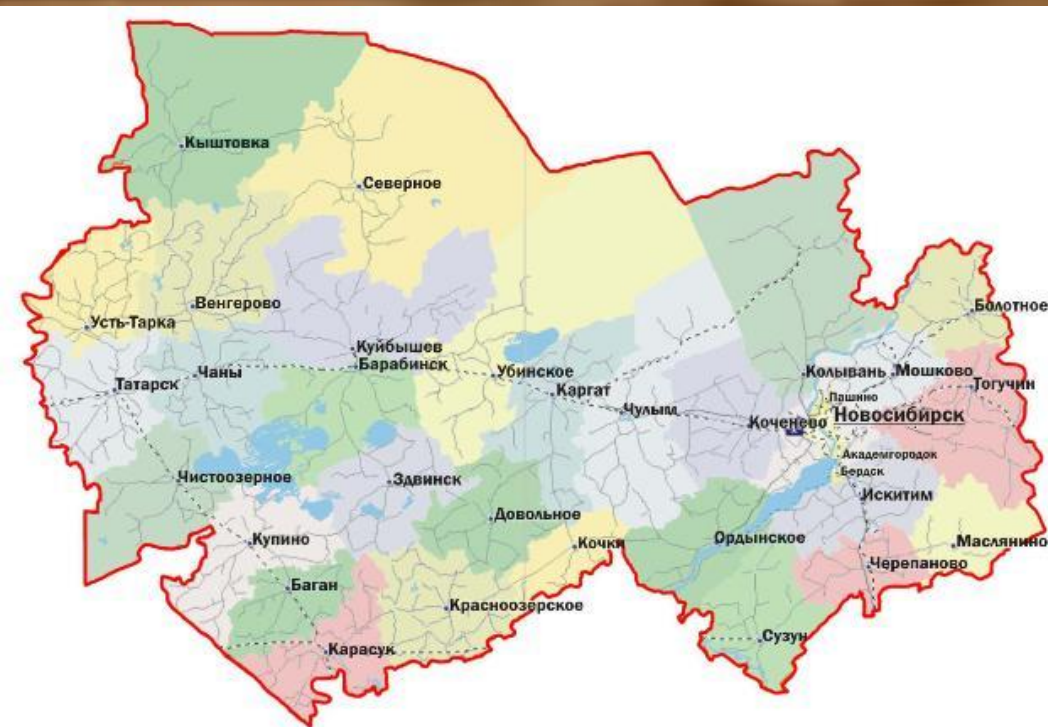 Кыштовка
Северное
Венгерово
Болотное
Усть-Тарка
Куйбышев
Барабинск
Чаны
Убинское
Колывань
Мошково
Татарск
Каргат
Тогучин
Пашино
Чулым
Новосибирск
Коченево
Академгородок
Бердск
Чистоозерное
Здвинск
Искитим
Довольное
Ордынское
Купино
Кочки
Маслянино
Черепаново
Баган
Красноозерское
Сузун
Карасук